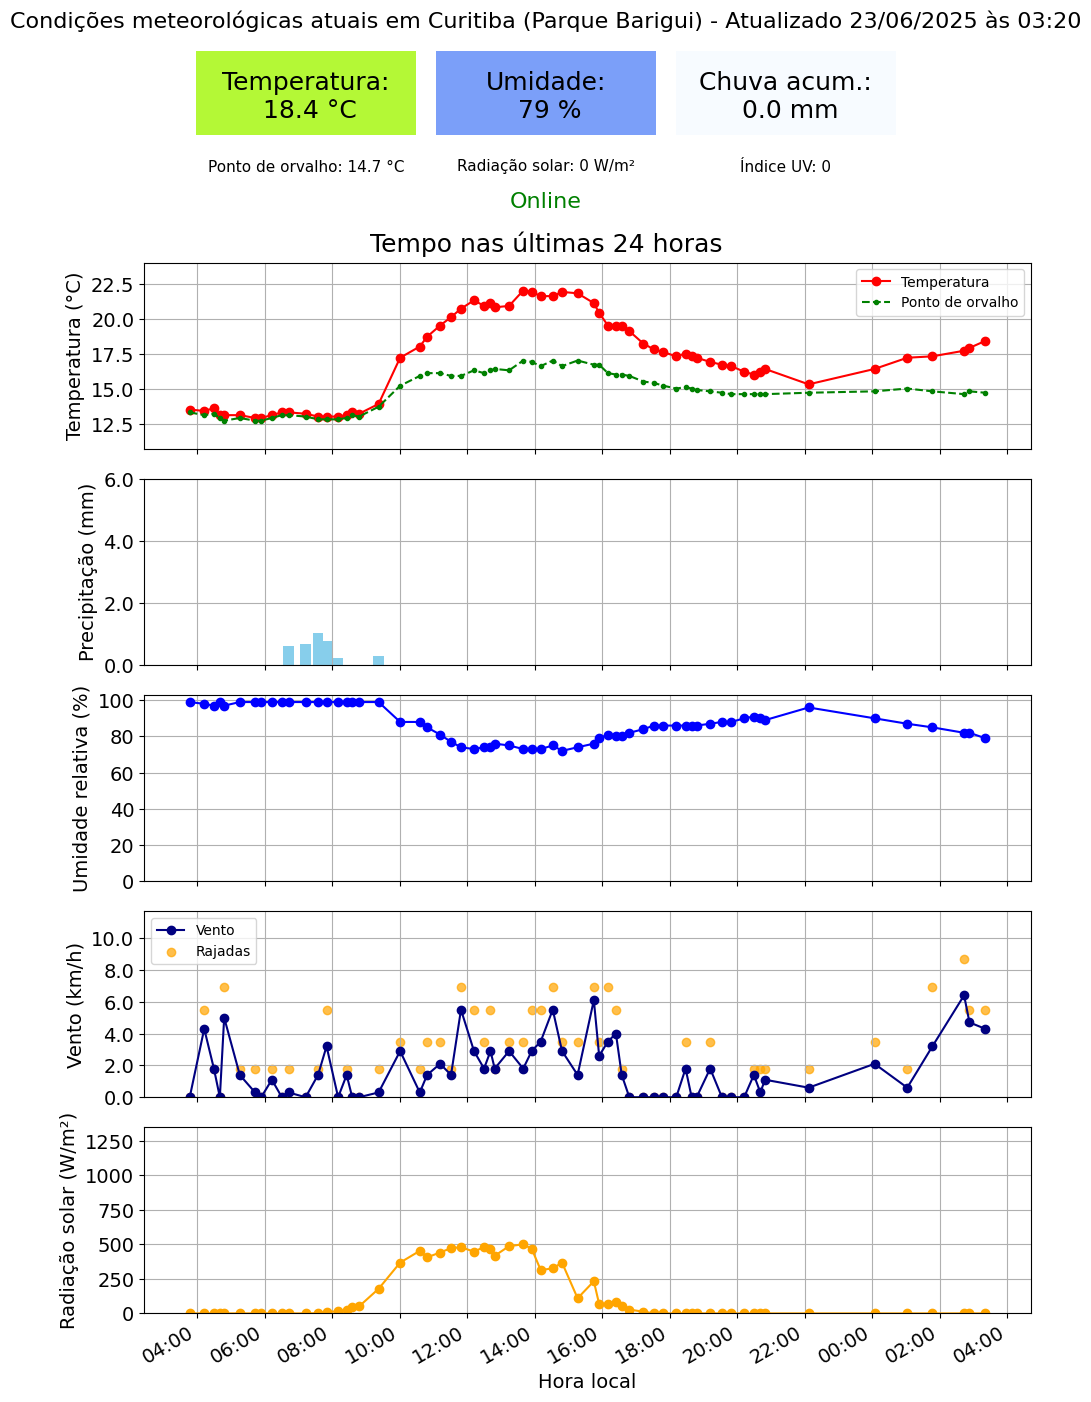 Condições meteorológicas atuais em Curitiba (Parque Barigui) - Atualizado 23/06/2025 às 03:20
Temperatura:
18.4 °C
Umidade:
79 %
Chuva acum.:
0.0 mm
Ponto de orvalho: 14.7 °C
Radiação solar: 0 W/m²
Índice UV: 0
Online
Tempo nas últimas 24 horas
Temperatura (°C)
22.5
20.0
17.5
15.0
12.5
Temperatura
Ponto de orvalho
Precipitação (mm)
6.0
4.0
2.0
0.0
Umidade relativa (%)
100
80
60
40
20
0
Vento (km/h)
10.0
8.0
6.0
4.0
2.0
0.0
Vento
Rajadas
Radiação solar (W/m²)
1250
1000
750
500
250
0
04:00
06:00
08:00
10:00
12:00
14:00
16:00
18:00
20:00
22:00
00:00
02:00
04:00
Hora local